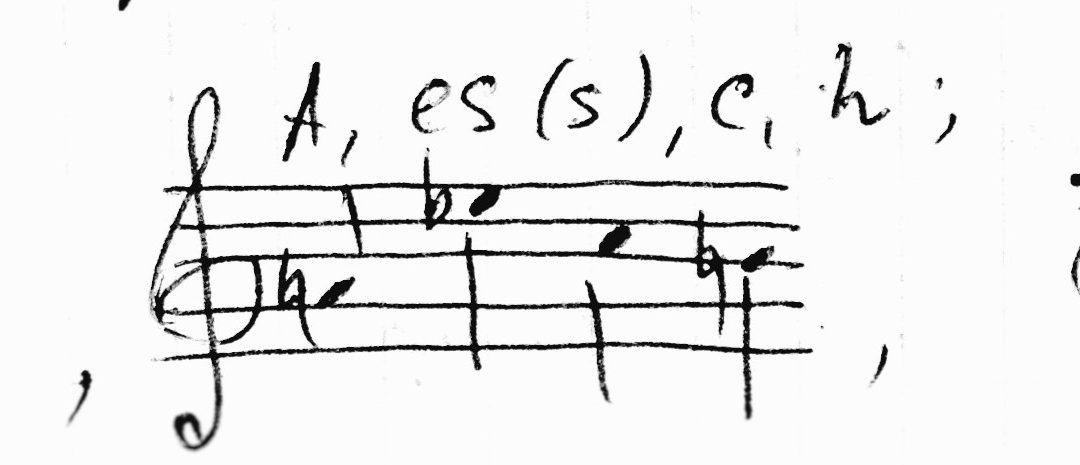 A, es (s), c, h ;
, ,